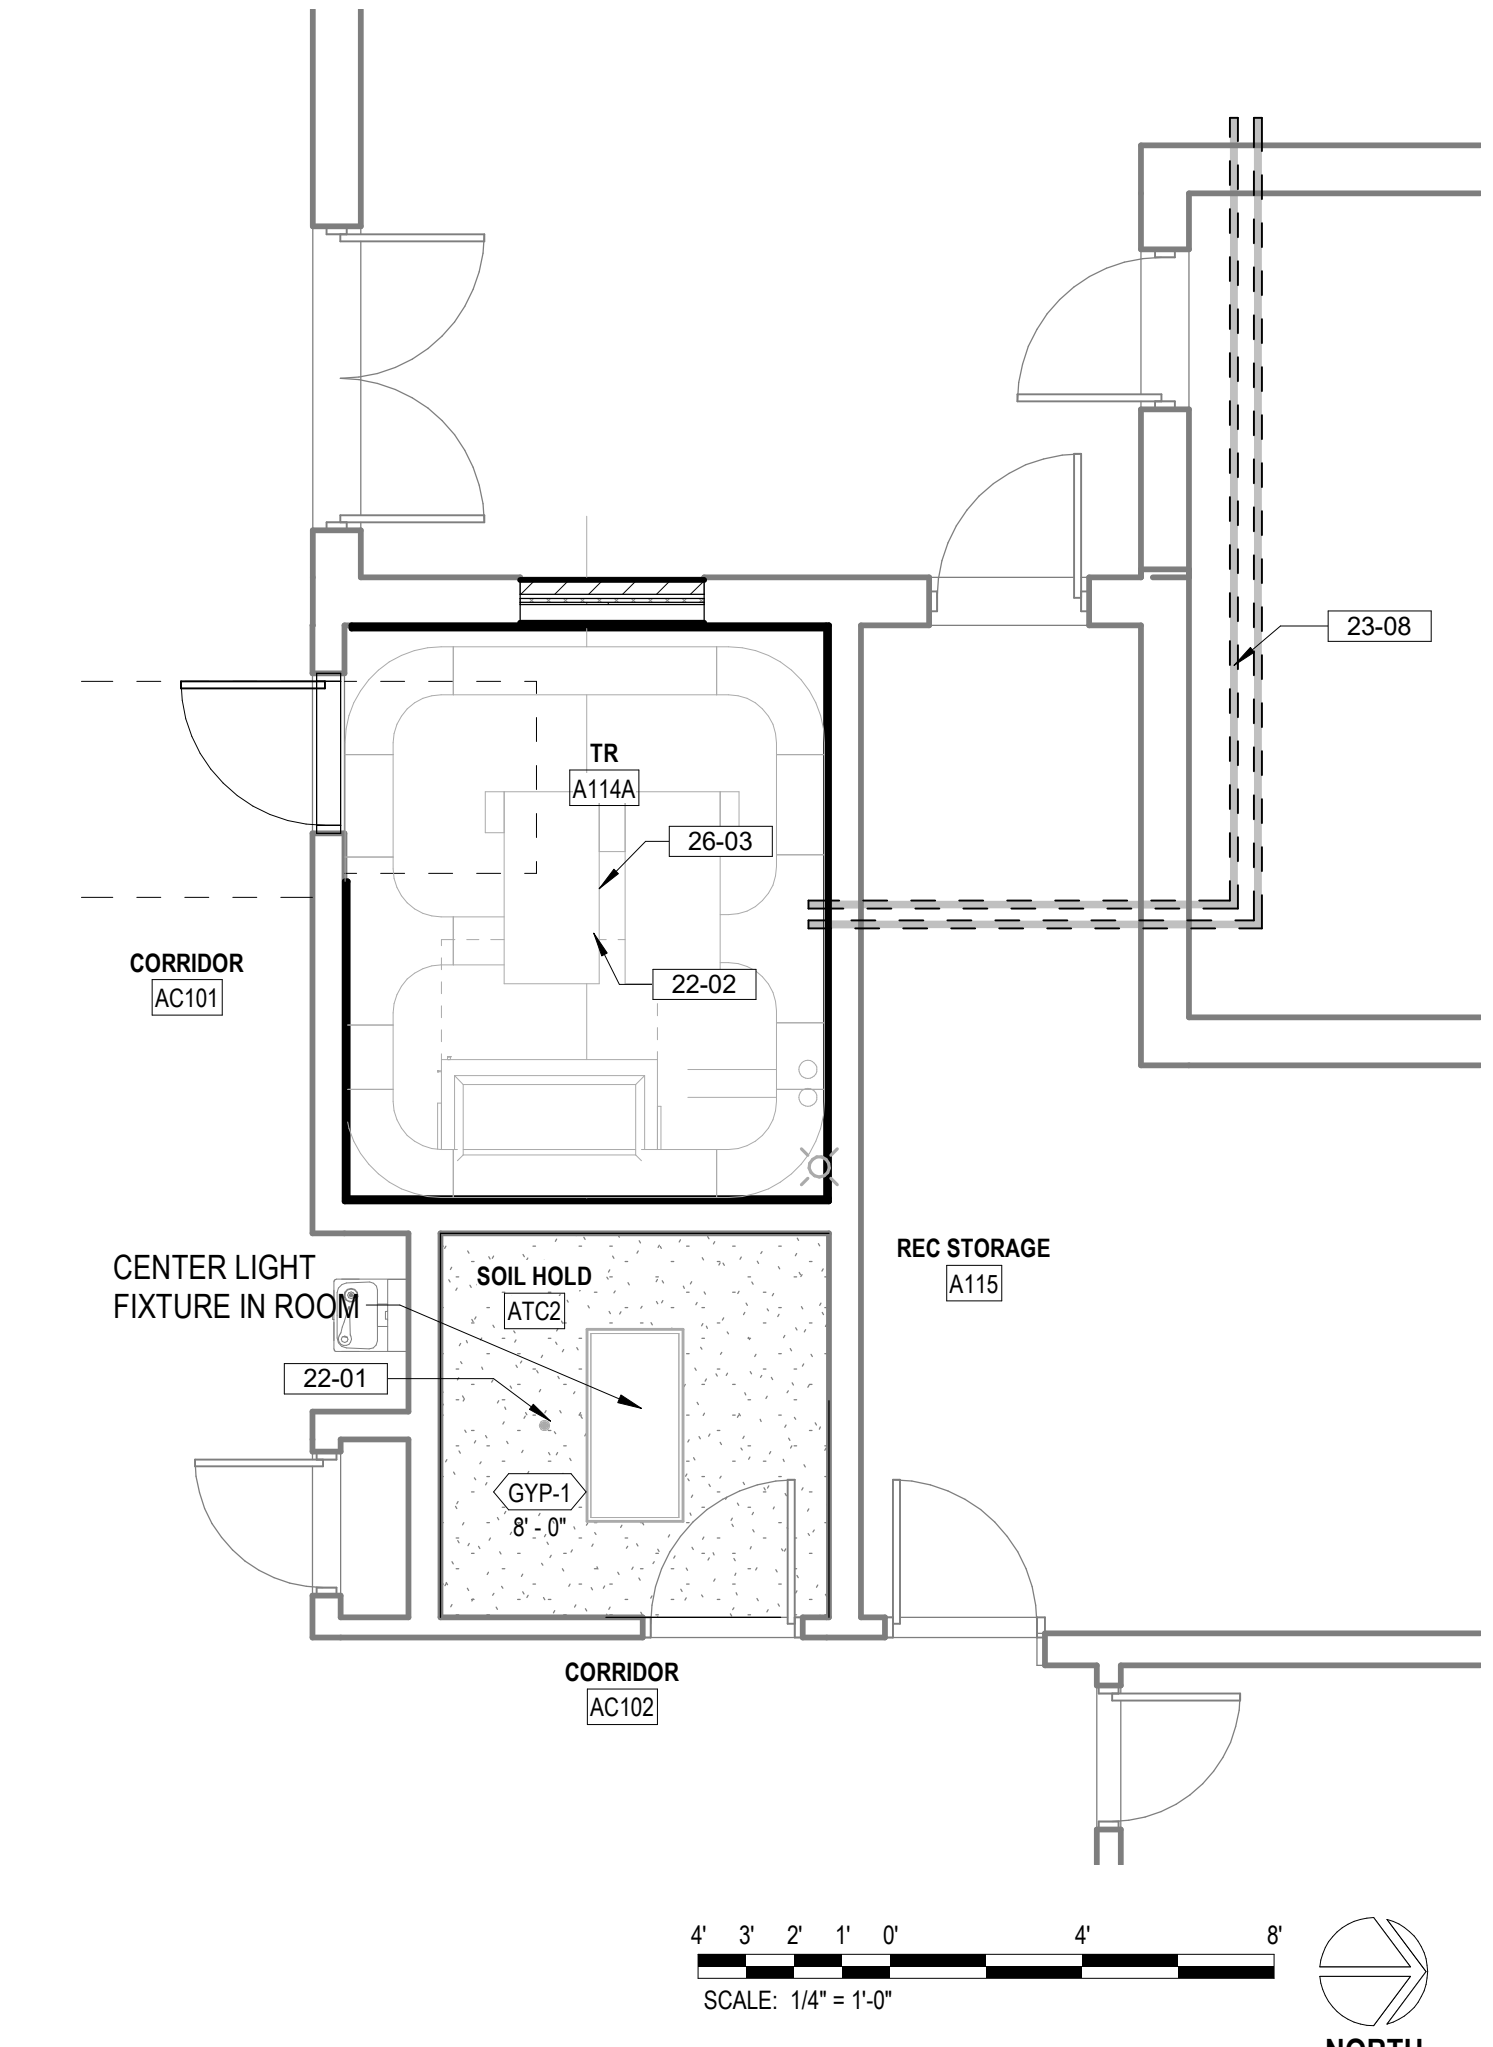 23-08
TR
A114A
26-03
CORRIDOR
AC101
22-02
CENTER LIGHT
FIXTURE IN ROOM
SOIL HOLD
ATC2
REC STORAGE
A115
22-01
GYP-1
8' - 0"
CORRIDOR
AC102
4' 3' 2' 1' 0' 4' 8'
SCALE: 1/4" = 1'-0"
NORTH